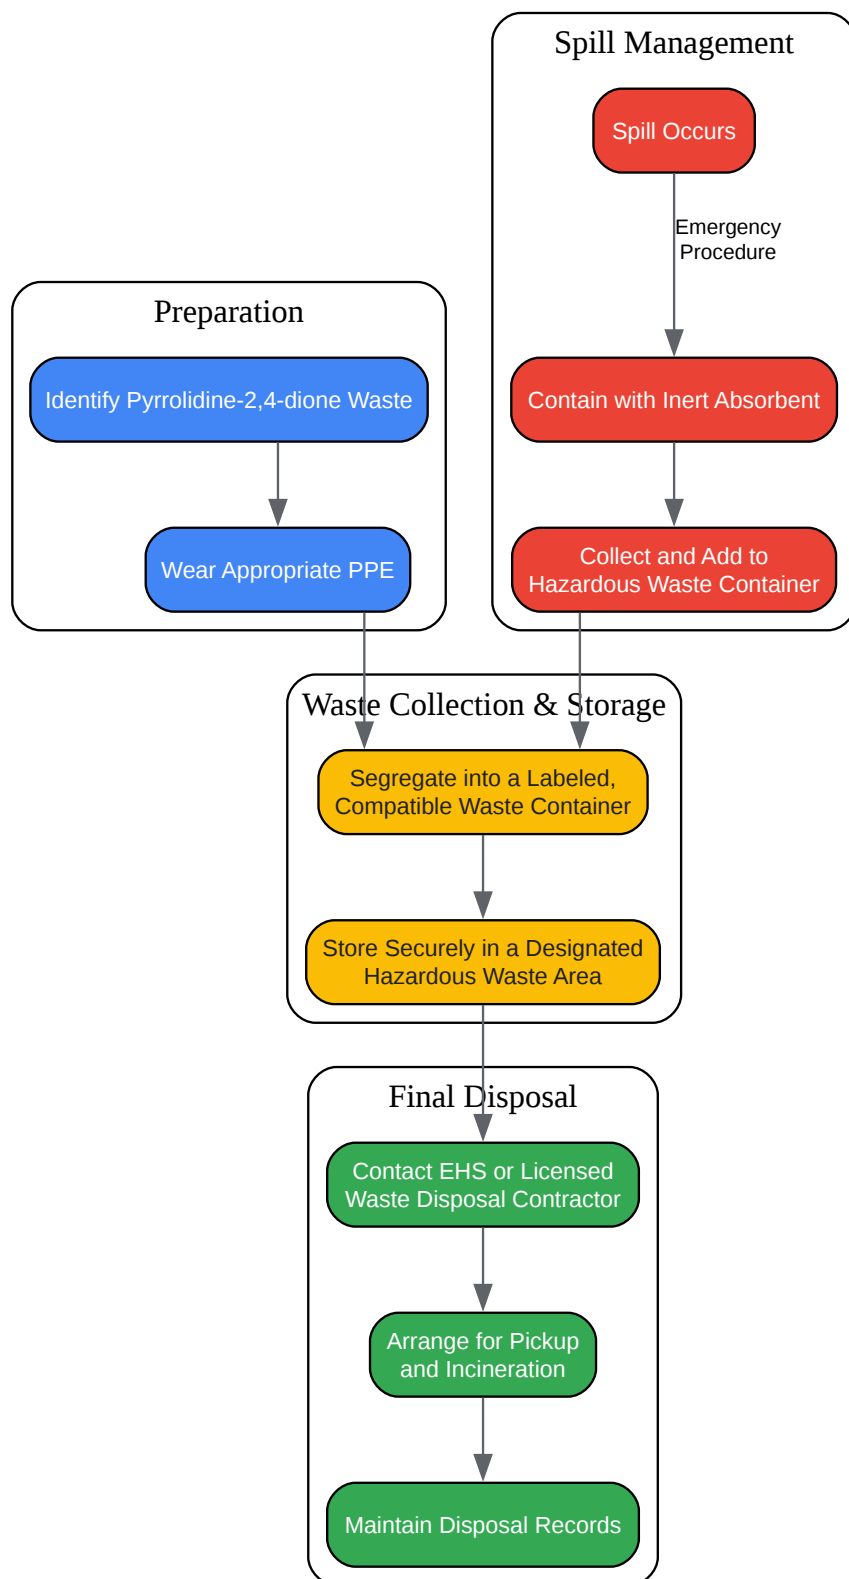 Spill Management
Spill Occurs
Emergency
Procedure
Contain with Inert Absorbent
Collect and Add to
Hazardous Waste Container
Preparation
Identify Pyrrolidine-2,4-dione Waste
Wear Appropriate PPE
Waste Collection & Storage
Segregate into a Labeled,
Compatible Waste Container
Store Securely in a Designated
Hazardous Waste Area
Final Disposal
Contact EHS or Licensed
Waste Disposal Contractor
Arrange for Pickup
and Incineration
Maintain Disposal Records